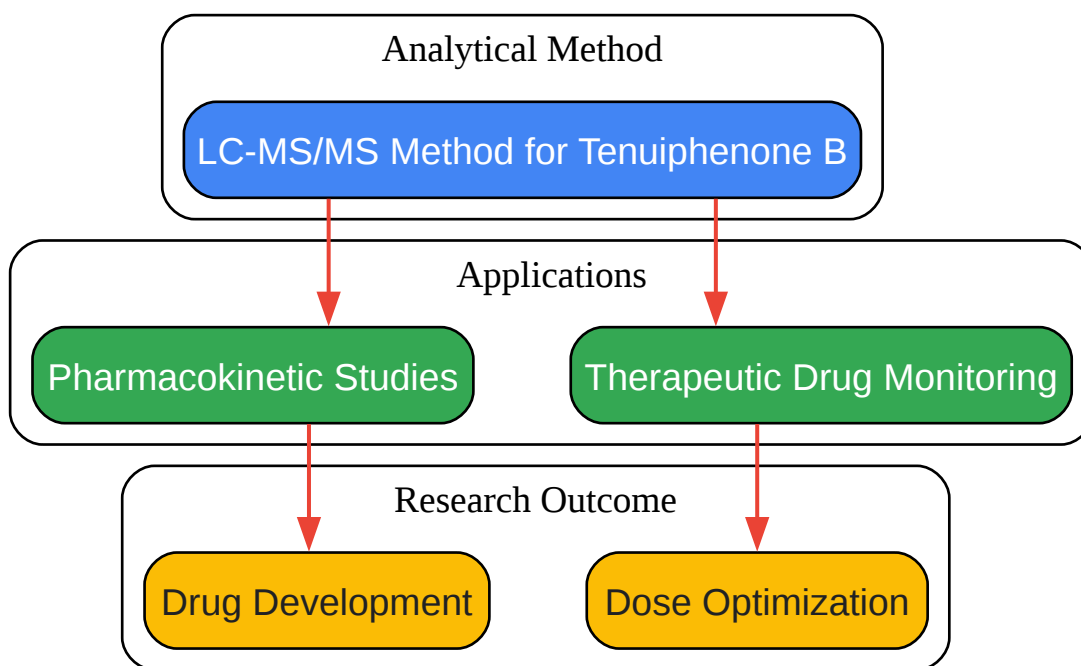 Analytical Method
LC-MS/MS Method for Tenuiphenone B
Applications
Pharmacokinetic Studies
Therapeutic Drug Monitoring
Research Outcome
Drug Development
Dose Optimization